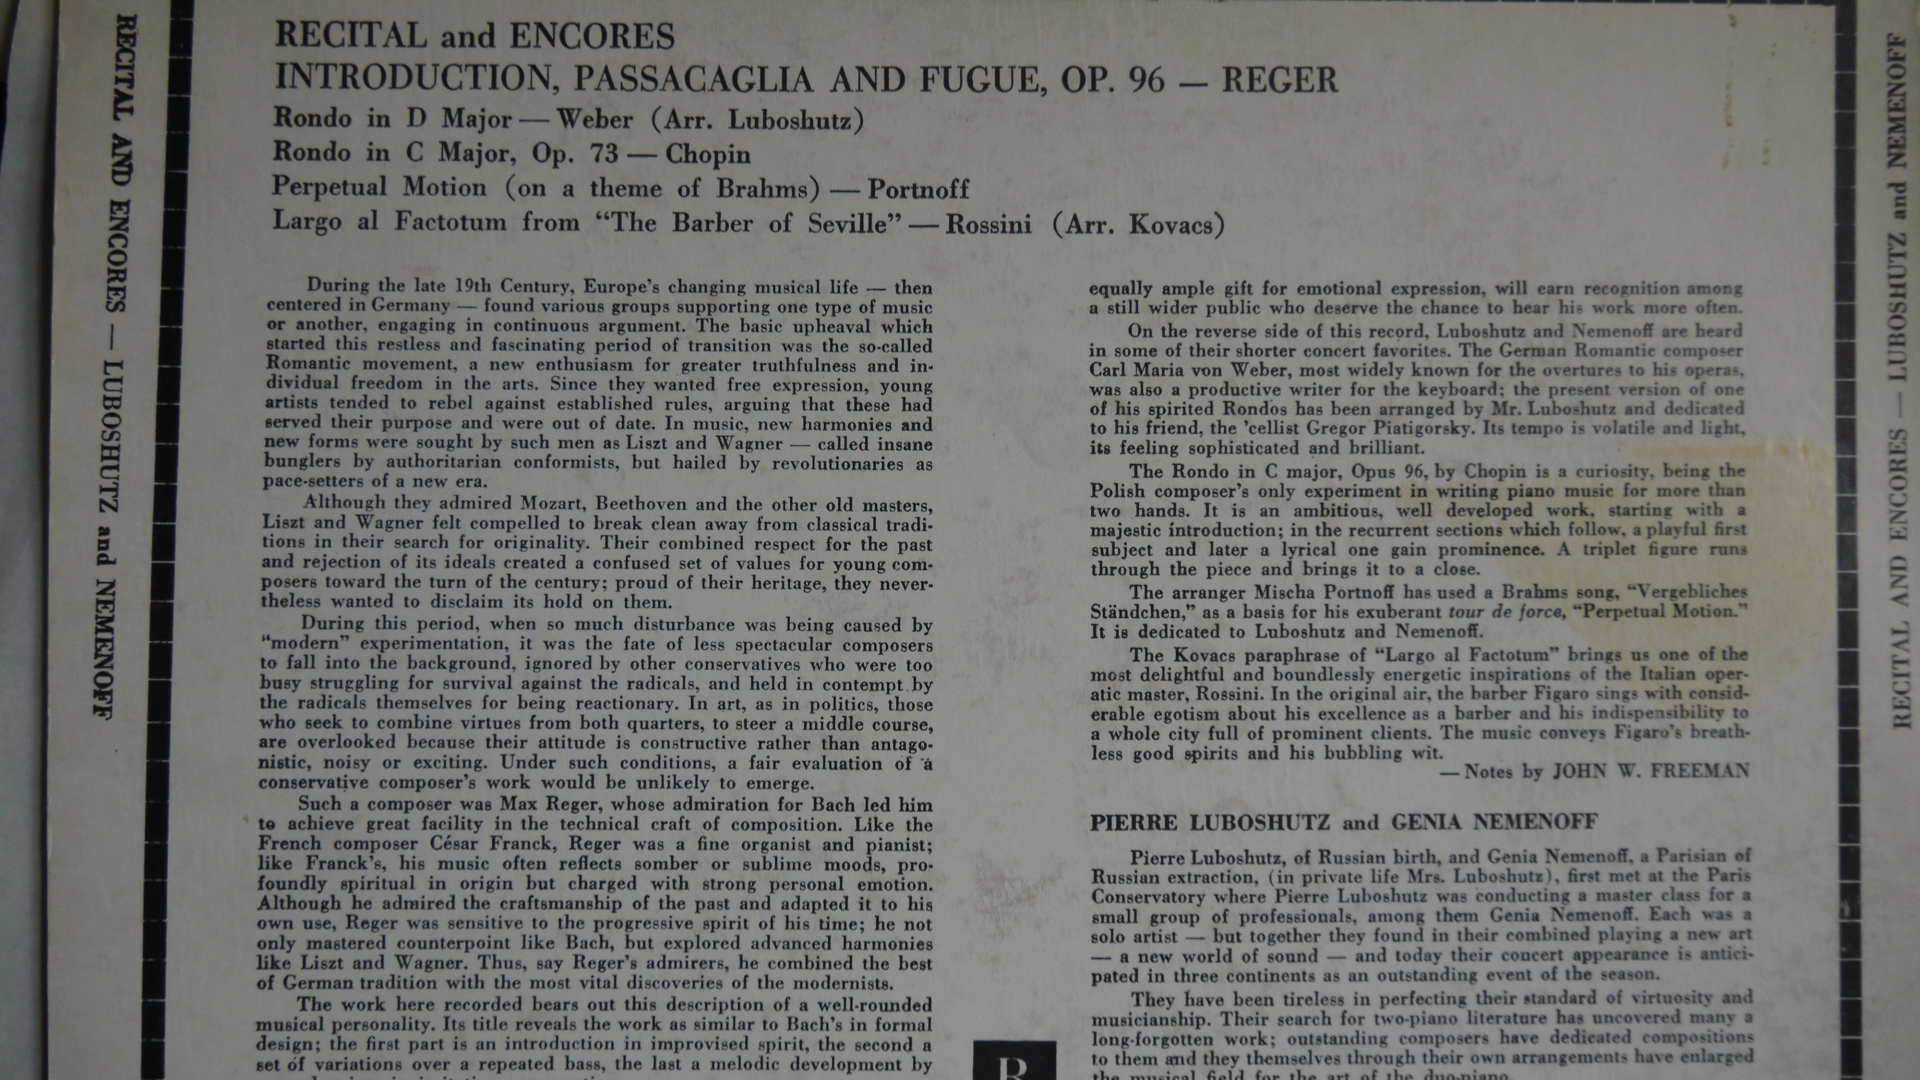 RECITAL AND ENCORES — LUBOSHUTZ and NEMENOFF
RECITAL and ENCORES
INTRODUCTION, PASSACAGLIA AND FUGUE, OP. 96 — REGER
Rondo in D Major — Weber (Arr. Luboshutz)
Rondo in C Major, Op. 73 — Chopin
Perpetual Motion (on a theme of Brahms) — Portnoff
Largo al Factotum from “The Barber of Seville” — Rossini (Arr. Kovacs)
During the late 19th Century, Europe’s changing musical life — then
centered in Germany — found various groups supporting one type of music
or another, engaging in continuous argument. The basic upheaval which
started this restless and fascinating period of transition was the so-called
Romantic movement, a new enthusiasm for greater truthfulness and in-
dividual freedom in the arts. Since they wanted free expression, young
artists tended to rebel against established rules, arguing that these had
served their purpose and were out of date. In music, new harmonies and
new forms were sought by such men as Liszt and Wagner — called insane
bunglers by authoritarian conformists, but hailed by revolutionaries as
pace-setters of a new era.
Although they admired Mozart, Beethoven and the other old masters,
Liszt and Wagner felt compelled to break clean away from classical tradi-
tions in their search for originality. Their combined respect for the past
and rejection of its ideals created a confused set of values for young com-
posers toward the turn of the century; proud of their heritage, they never-
theless wanted to disclaim its hold on them.
During this period, when so much disturbance was being caused by
“modern” experimentation, it was the fate of less spectacular composers
to fall into the background, ignored by other conservatives who were too
busy struggling for survival against the radicals, and held in contempt by
the radicals themselves for being reactionary. In art, as in politics, those
who seek to combine virtues from both quarters, to steer a middle course,
are overlooked because their attitude is constructive rather than antago-
nistic, noisy or exciting. Under such conditions, a fair evaluation of a
conservative composer’s work would be unlikely to emerge.
Such a composer was Max Reger, whose admiration for Bach led him
to achieve great facility in the technical craft of composition. Like the
French composer César Franck, Reger was a fine organist and pianist;
like Franck’s, his music often reflects somber or sublime moods, pro-
foundly spiritual in origin but charged with strong personal emotion.
Although he admired the craftsmanship of the past and adapted it to his
own use, Reger was sensitive to the progressive spirit of his time; he not
only mastered counterpoint like Bach, but explored advanced harmonies
like Liszt and Wagner. Thus, say Reger’s admirers, he combined the best
of German tradition with the most vital discoveries of the modernists.
The work here recorded bears out this description of a well-rounded
musical personality. Its title reveals the work as similar to Bach’s in formal
design; the first part is an introduction in improvised spirit, the second a
set of variations over a repeated bass, the last a melodic development by
equally ample gift for emotional expression, will earn recognition among
a still wider public who deserve the chance to hear his work more often.
On the reverse side of this record, Luboshutz and Nemenoff are heard
in some of their shorter concert favorites. The German Romantic composer
Carl Maria von Weber, most widely known for the overtures to his operas,
was also a productive writer for the keyboard; the present version of one
of his spirited Rondos has been arranged by Mr. Luboshutz and dedicated
to his friend, the ’cellist Gregor Piatigorsky. Its tempo is volatile and light,
its feeling sophisticated and brilliant.
The Rondo in C major, Opus 96, by Chopin is a curiosity, being the
Polish composer’s only experiment in writing piano music for more than
two hands. It is an ambitious, well developed work, starting with a
majestic introduction; in the recurrent sections which follow, a playful first
subject and later a lyrical one gain prominence. A triplet figure runs
through the piece and brings it to a close.
The arranger Mischa Portnoff has used a Brahms song, “Vergebliches
Ständchen,” as a basis for his exuberant tour de force, “Perpetual Motion.”
It is dedicated to Luboshutz and Nemenoff.
The Kovacs paraphrase of “Largo al Factotum” brings us one of the
most delightful and boundlessly energetic inspirations of the Italian oper-
atic master, Rossini. In the original air, the barber Figaro sings with consid-
erable egotism about his excellence as a barber and his indispensibility to
a whole city full of prominent clients. The music conveys Figaro’s breath-
less good spirits and his bubbling wit.
— Notes by JOHN W. FREEMAN
PIERRE LUBOSHUTZ and GENIA NEMENOFF
Pierre Luboshutz, of Russian birth, and Genia Nemenoff, a Parisian of
Russian extraction, (in private life Mrs. Luboshutz), first met at the Paris
Conservatory where Pierre Luboshutz was conducting a master class for a
small group of professionals, among them Genia Nemenoff. Each was a
solo artist — but together they found in their combined playing a new art
— a new world of sound — and today their concert appearance is antici-
pated in three continents as an outstanding event of the season.
They have been tireless in perfecting their standard of virtuosity and
musicianship. Their search for two-piano literature has uncovered many a
long-forgotten work; outstanding composers have dedicated compositions
to them and they themselves through their own arrangements have enlarged
the musical field for the art of the duo-piano.
R
RECITAL AND ENCORES — LUBOSHUTZ and NEMENOFF